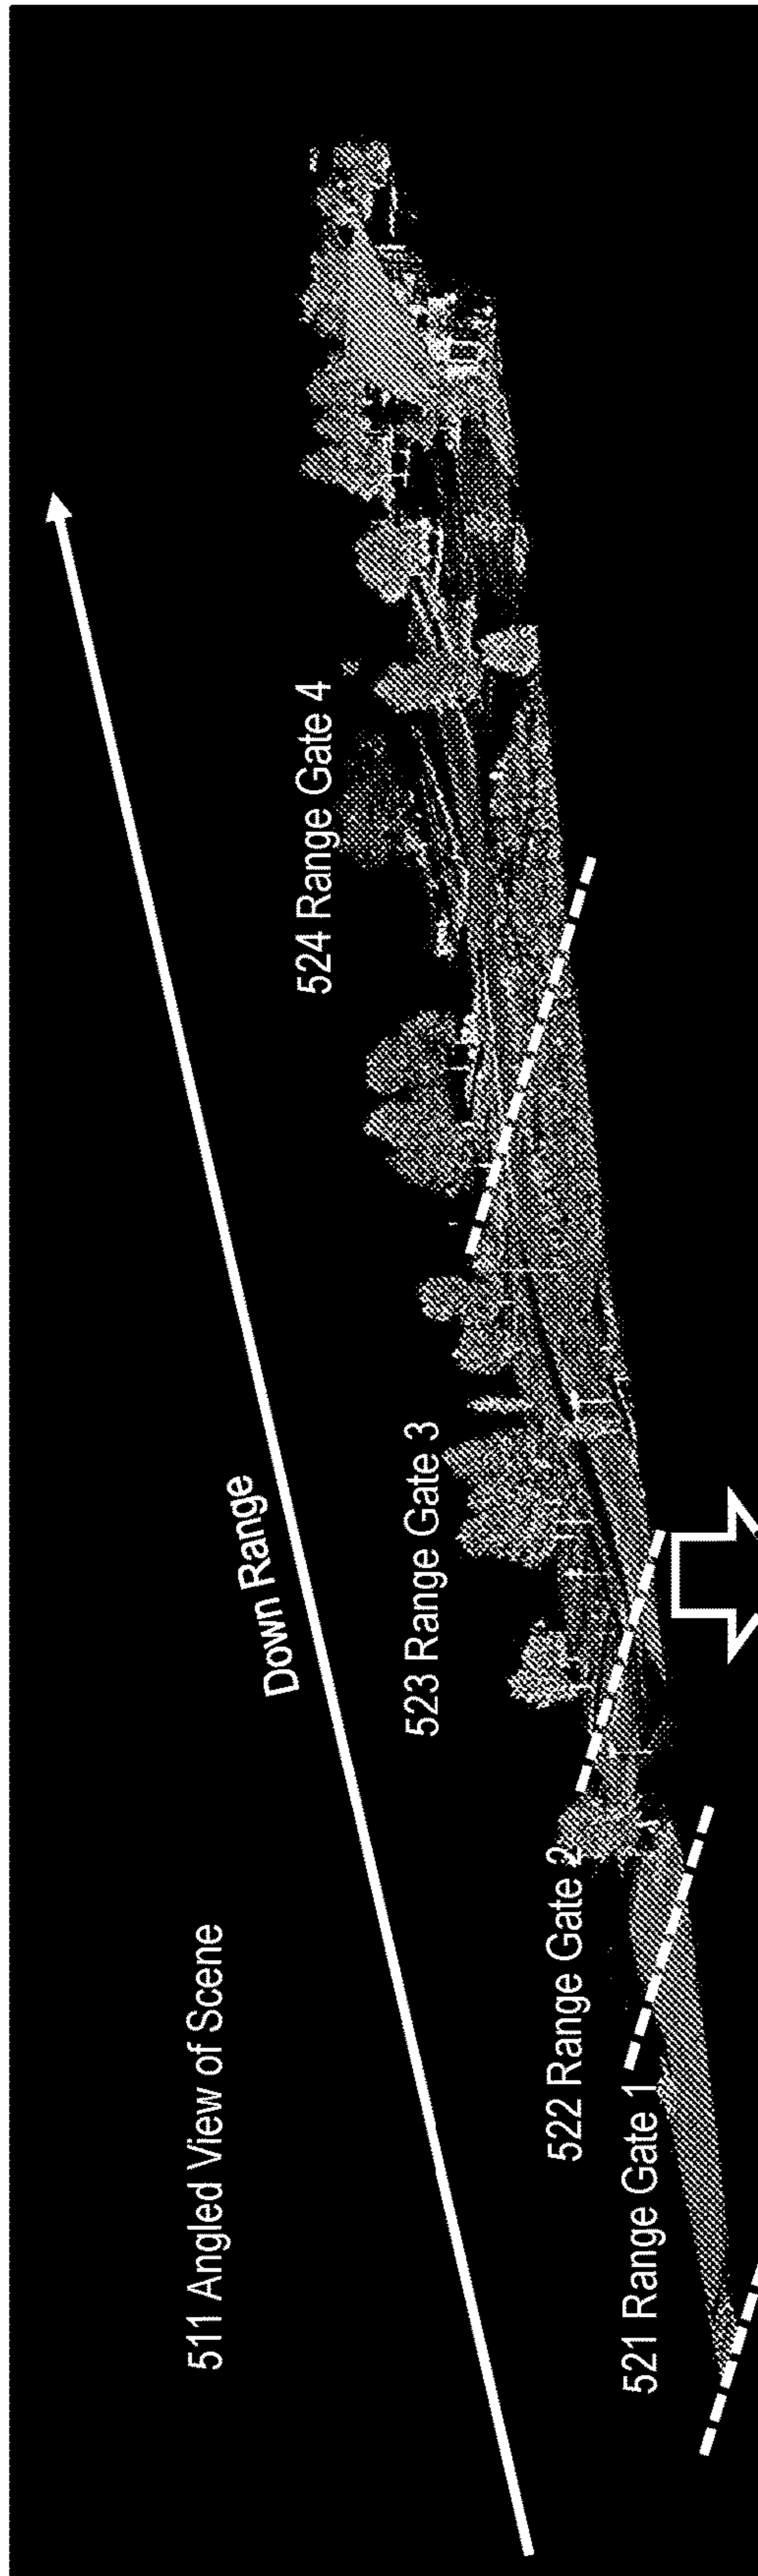 511 Angled View of Scene
Down Range
521 Range Gate 1
522 Range Gate 2
523 Range Gate 3
524 Range Gate 4